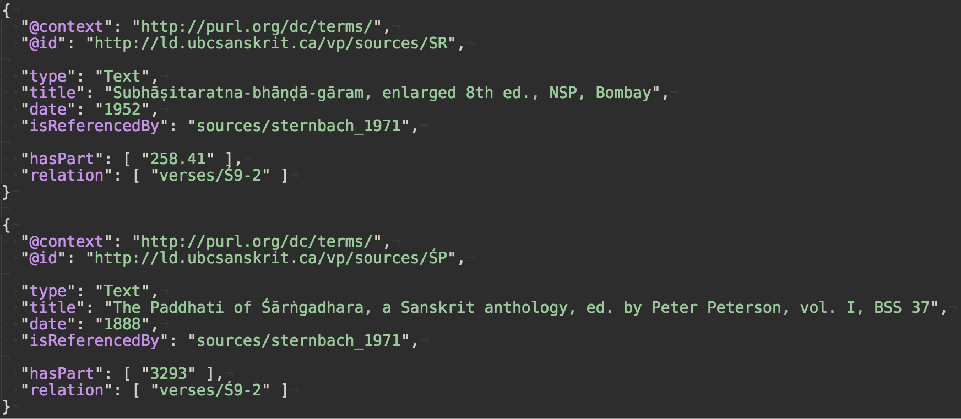 {
"@context": "http://purl.org/dc/terms/",
"@id": "http://ld.ubcsanskrit.ca/vp/sources/SR",
"type": "Text",
"title": "Subhāṣitaratna-bhāṇḍā-gāram, enlarged 8th ed., NSP, Bombay",
"date": "1952",
"isReferencedBy": "sources/sternbach_1971",
"hasPart": [ "258.41" ],
"relation": [ "verses/Ś9-2" ]
}
{
"@context": "http://purl.org/dc/terms/",
"@id": "http://ld.ubcsanskrit.ca/vp/sources/ŚP",
"type": "Text",
"title": "The Paddhati of Śārṅgadhara, a Sanskrit anthology, ed. by Peter Peterson, vol. I, BSS 37",
"date": "1888",
"isReferencedBy": "sources/sternbach_1971",
"hasPart": [ "3293" ],
"relation": [ "verses/Ś9-2" ]
}